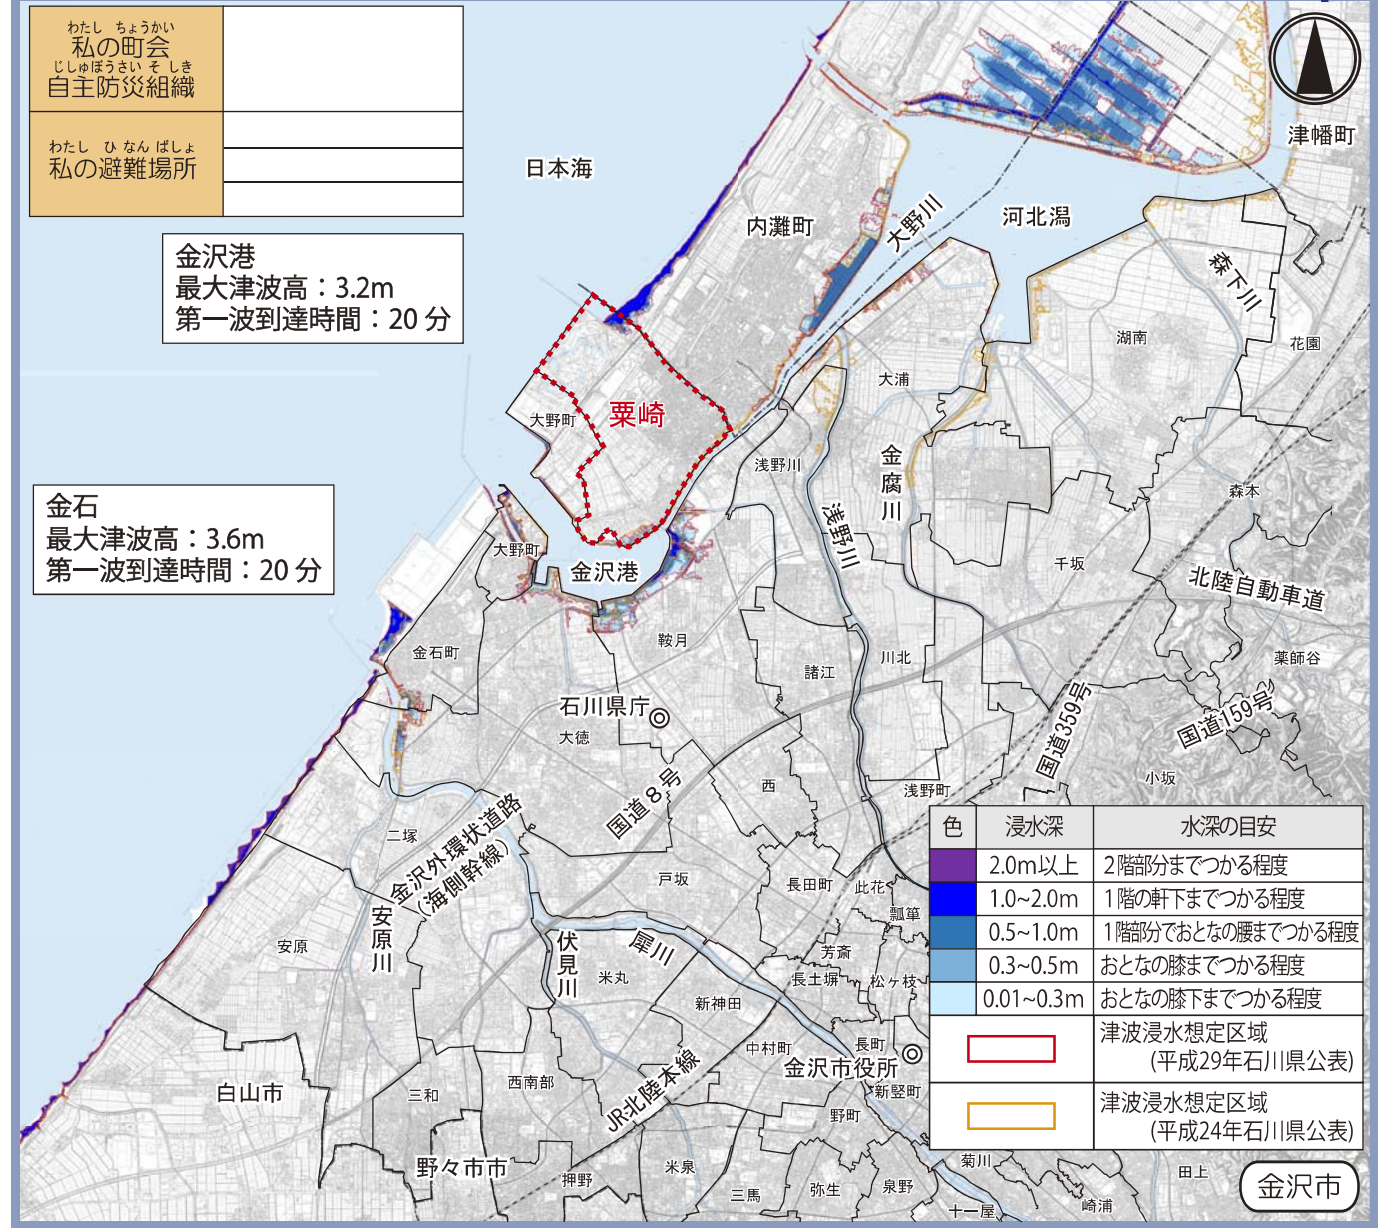 わたし ちょうかい
私の町会
じしゅぼうさい そ しき
自主防災組織
わたし ひ なん ばしょ
私の避難場所
日本海
金沢港
最大津波高：3.2m
第一波到達時間：20 分
金石
最大津波高：3.6m
第一波到達時間：20 分
津幡町
内灘町
大野川
河北潟
森下川
湖南
花園
大浦
大野町
粟崎
浅野川
金腐川
森本
浅野川
大野町
金沢港
千坂
北陸自動車道
金石町
鞍月
諸江
川北
薬師谷
石川県庁
大徳
国道359号
国道159号
国道８号
西
浅野町
小坂
二塚
金沢外環状道路
（海側幹線）
戸坂
長田町
此花
瓢箪
安原
安原川
伏見川
犀川
米丸
芳斎
長土塀
松ヶ枝
新神田
中村町
長町
金沢市役所
新竪町
白山市
三和
西南部
JR北陸本線
野町
野々市市
押野
米泉
三馬
弥生
泉野
菊川
十一屋
崎浦
田上
色 浸水深 水深の目安
2.0m以上 2階部分までつかる程度
1.0~2.0m 1階の軒下までつかる程度
0.5~1.0m 1階部分でおとなの腰までつかる程度
0.3~0.5m おとなの膝までつかる程度
0.01~0.3m おとなの膝下までつかる程度
津波浸水想定区域
(平成29年石川県公表)
津波浸水想定区域
(平成24年石川県公表)
金沢市